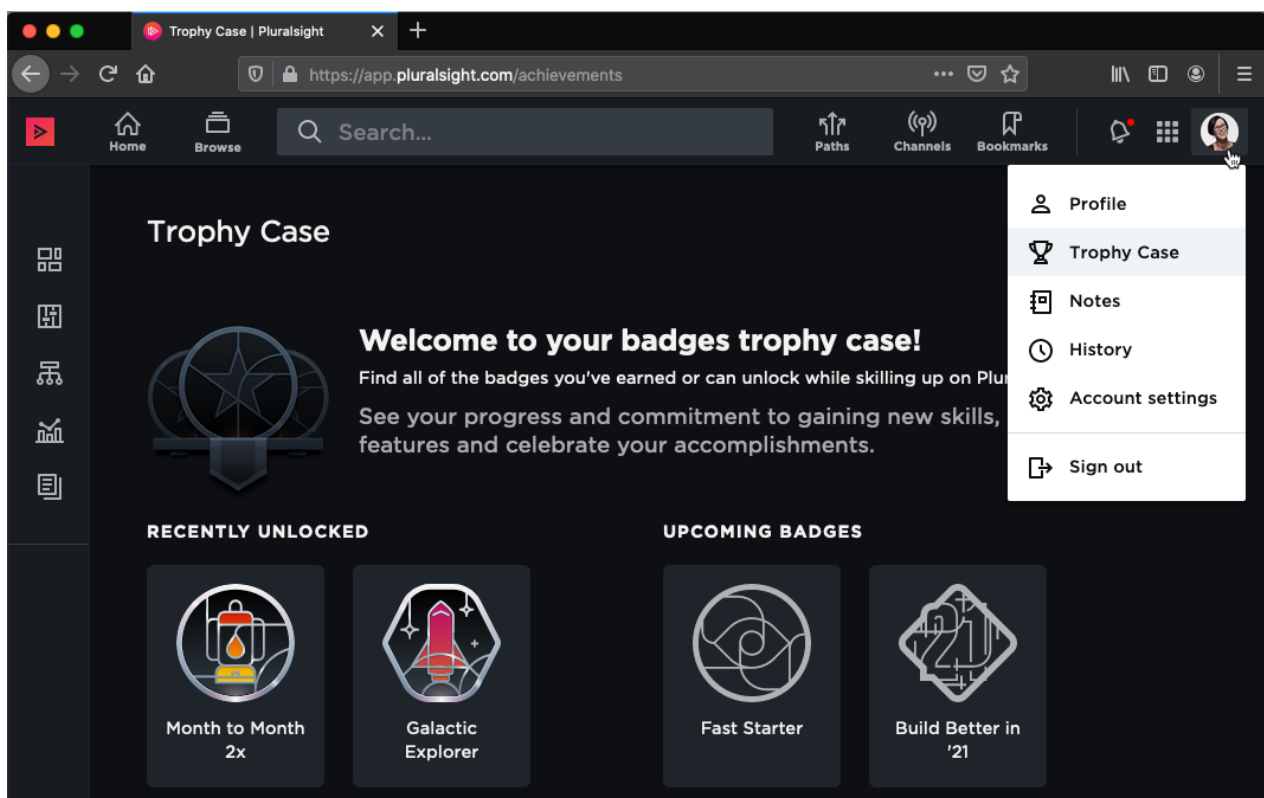 Trophy Case | Pluralsight
https://app.pluralsight.com/achievements
Home
Browse
Search...
Paths
Channels
Bookmarks
Profile
Trophy Case
Notes
History
Account settings
Sign out
Trophy Case
Welcome to your badges trophy case!
Find all of the badges you've earned or can unlock while skilling up on Plu
See your progress and commitment to gaining new skills,
features and celebrate your accomplishments.
RECENTLY UNLOCKED
UPCOMING BADGES
Month to Month
2x
Galactic
Explorer
Fast Starter
21
Build Better in
'21